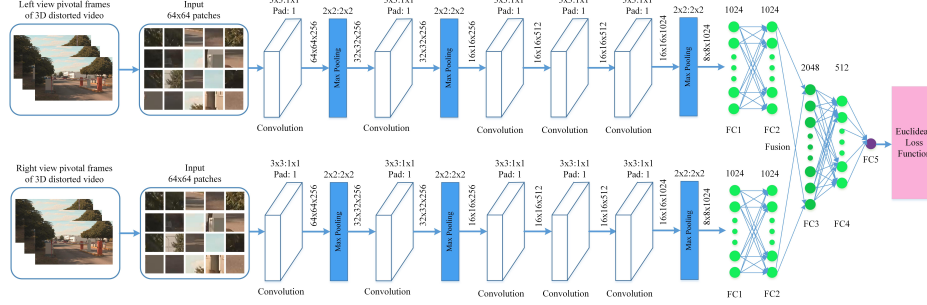 Left view pivotal frames
of 3D distorted video
Input
64x64 patches
3x3:1x1
Pad: 1
Convolution
64x64x256
2x2:2x2
Max Pooling
32x32x256
3x3:1x1
Pad: 1
Convolution
32x32x256
2x2:2x2
Max Pooling
16x16x256
3x3:1x1
Pad: 1
Convolution
16x16x512
3x3:1x1
Pad: 1
16x16x512
3x3:1x1
Pad: 1
Convolution
16x16x1024
2x2:2x2
Max Pooling
8x8x1024
1024
1024
FC1
FC2
Fusion
2048
512
FC3
FC4
FC5
Euclidean
Loss
Function
Right view pivotal frames
of 3D distorted video
Input
64x64 patches
3x3:1x1
Pad: 1
Convolution
64x64x256
2x2:2x2
Max Pooling
32x32x256
3x3:1x1
Pad: 1
Convolution
32x32x256
2x2:2x2
Max Pooling
16x16x256
3x3:1x1
Pad: 1
Convolution
16x16x512
3x3:1x1
Pad: 1
Convolution
16x16x512
3x3:1x1
Pad: 1
Convolution
16x16x1024
2x2:2x2
Max Pooling
8x8x1024
1024
1024
FC1
FC2